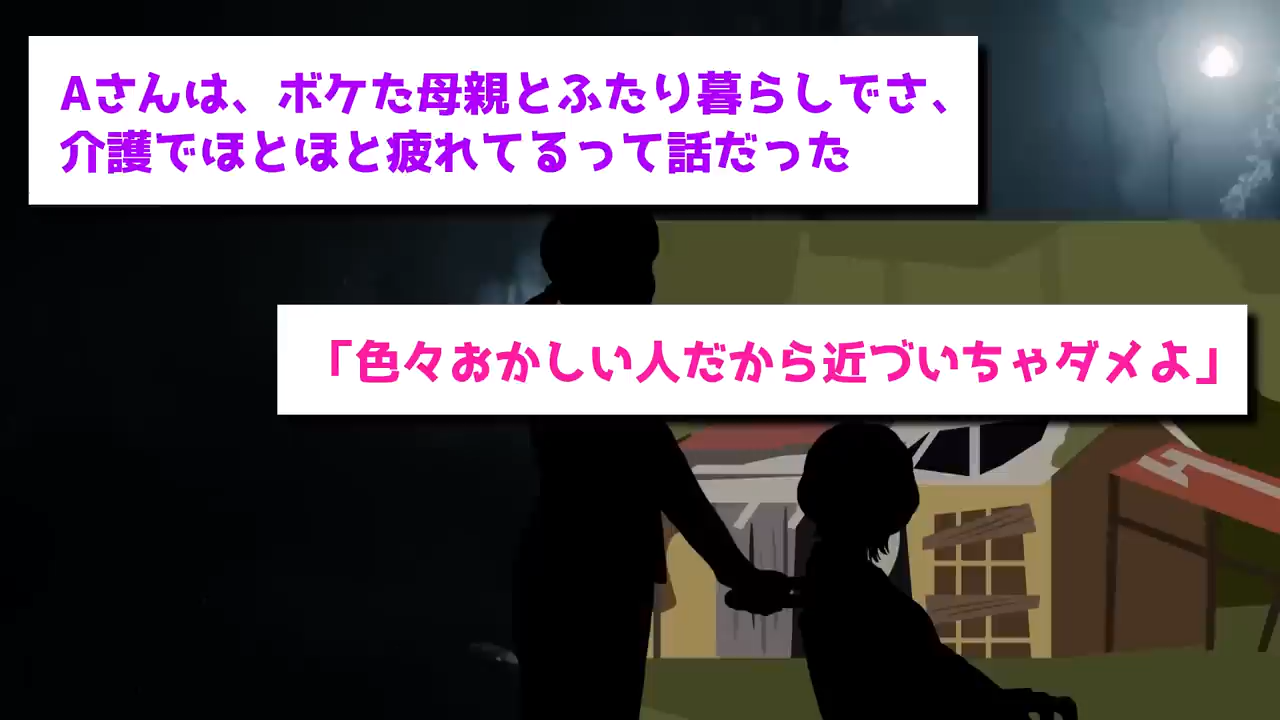 Aさんは、ボケた母親とふたり暮らしでさ、
介護でほとほと疲れてるって話だった
「色々おかしい人だから近づいちゃダメよ」